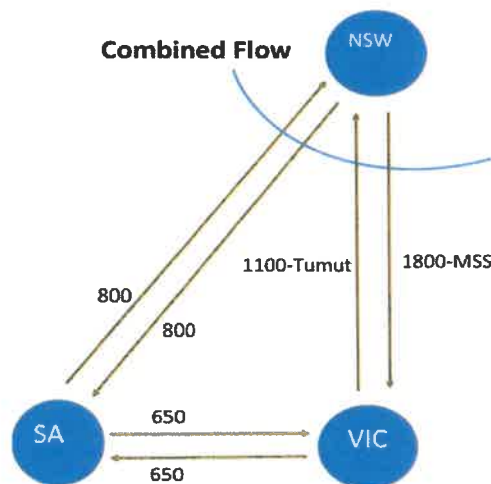 NSW
Combined Flow
1100-Tumut
1800-MSS
800
800
650
SA
VIC
650